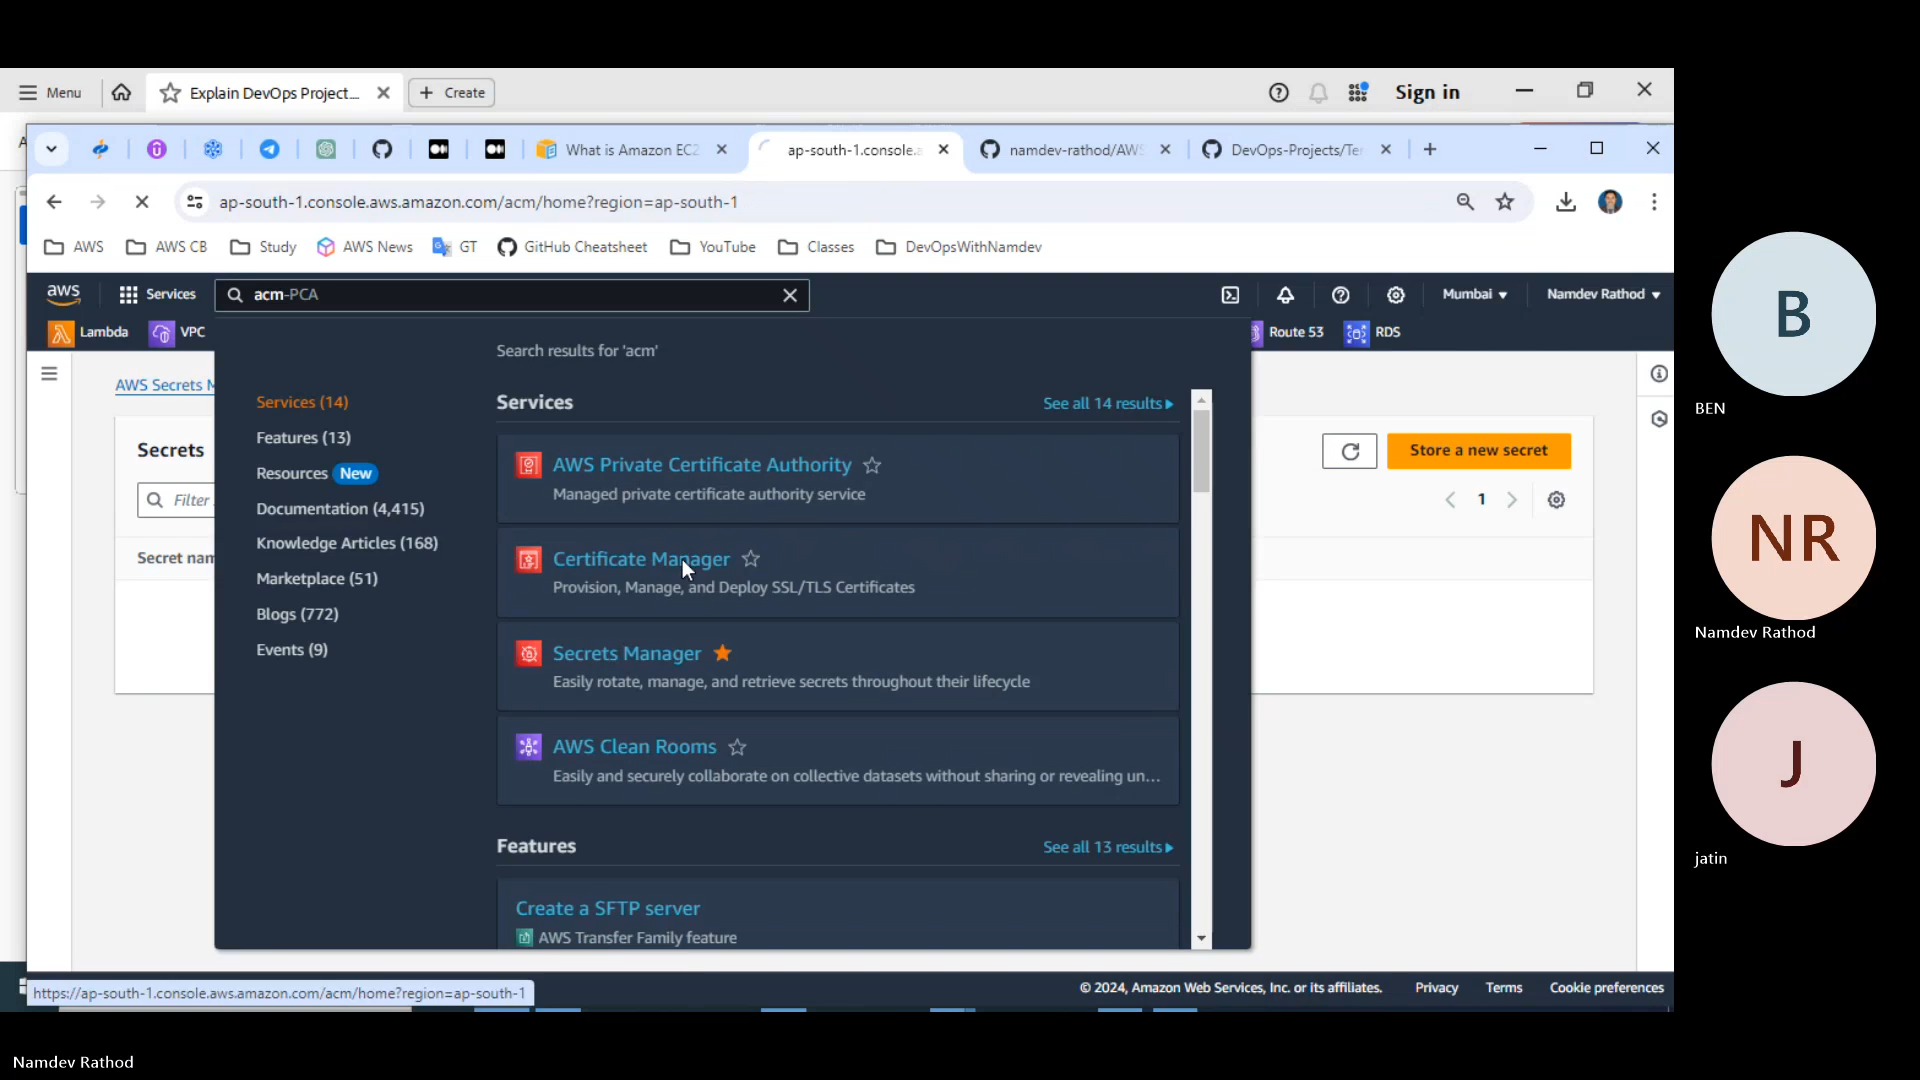 Menu
Explain DevOps Project...
Create
Sign in
What is Amazon EC2
ap-south-1.console.a
namdev-rathod/AWS
DevOps-Projects/Ter
ap-south-1.console.aws.amazon.com/acm/home?region=ap-south-1
AWS
AWS CB
Study
AWS News
GT
GitHub Cheatsheet
YouTube
Classes
DevOpsWithNamdev
aws
Services
acm-PCA
Mumbai
Namdev Rathod
Lambda
VPC
Route 53
RDS
Search results for 'acm'
AWS Secrets M
Services (14)
Features (13)
Resources New
Documentation (4,415)
Knowledge Articles (168)
Marketplace (51)
Blogs (772)
Events (9)
Services
See all 14 results
AWS Private Certificate Authority
Managed private certificate authority service
Certificate Manager
Provision, Manage, and Deploy SSL/TLS Certificates
Secrets Manager
Easily rotate, manage, and retrieve secrets throughout their lifecycle
AWS Clean Rooms
Easily and securely collaborate on collective datasets without sharing or revealing un...
Features
See all 13 results
Create a SFTP server
AWS Transfer Family feature
Secrets
Filter
Secret nam
Store a new secret
1
https://ap-south-1.console.aws.amazon.com/acm/home?region=ap-south-1
© 2024, Amazon Web Services, Inc. or its affiliates.
Privacy
Terms
Cookie preferences
B
BEN
NR
Namdev Rathod
J
jatin
Namdev Rathod